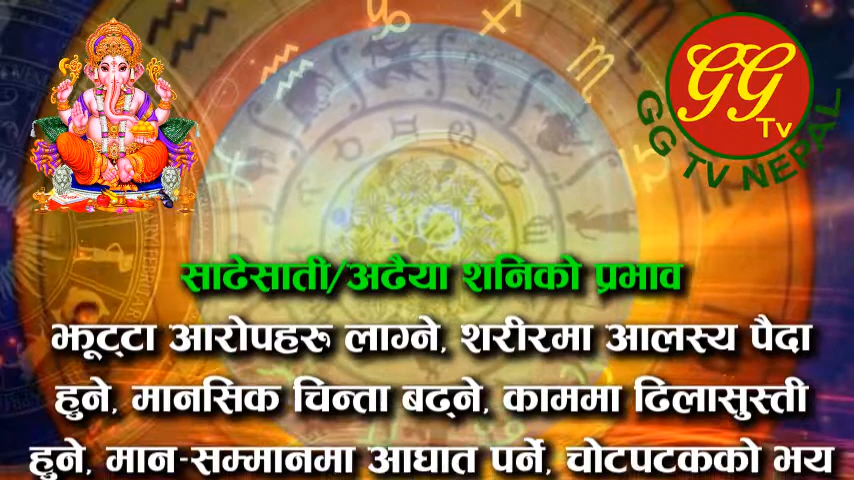 GG
Tv
GG TV NEPAL
साढेसाती/अढैया शनिको प्रभाव
झूट्टा आरोपहरू लाग्ने, शरीरमा आलस्य पैदा
हुने, मानसिक चिन्ता बढ्ने, काममा ढिलासुस्ती
हुने, मान-सम्मानमा आघात पर्ने, चोटपटकको भय